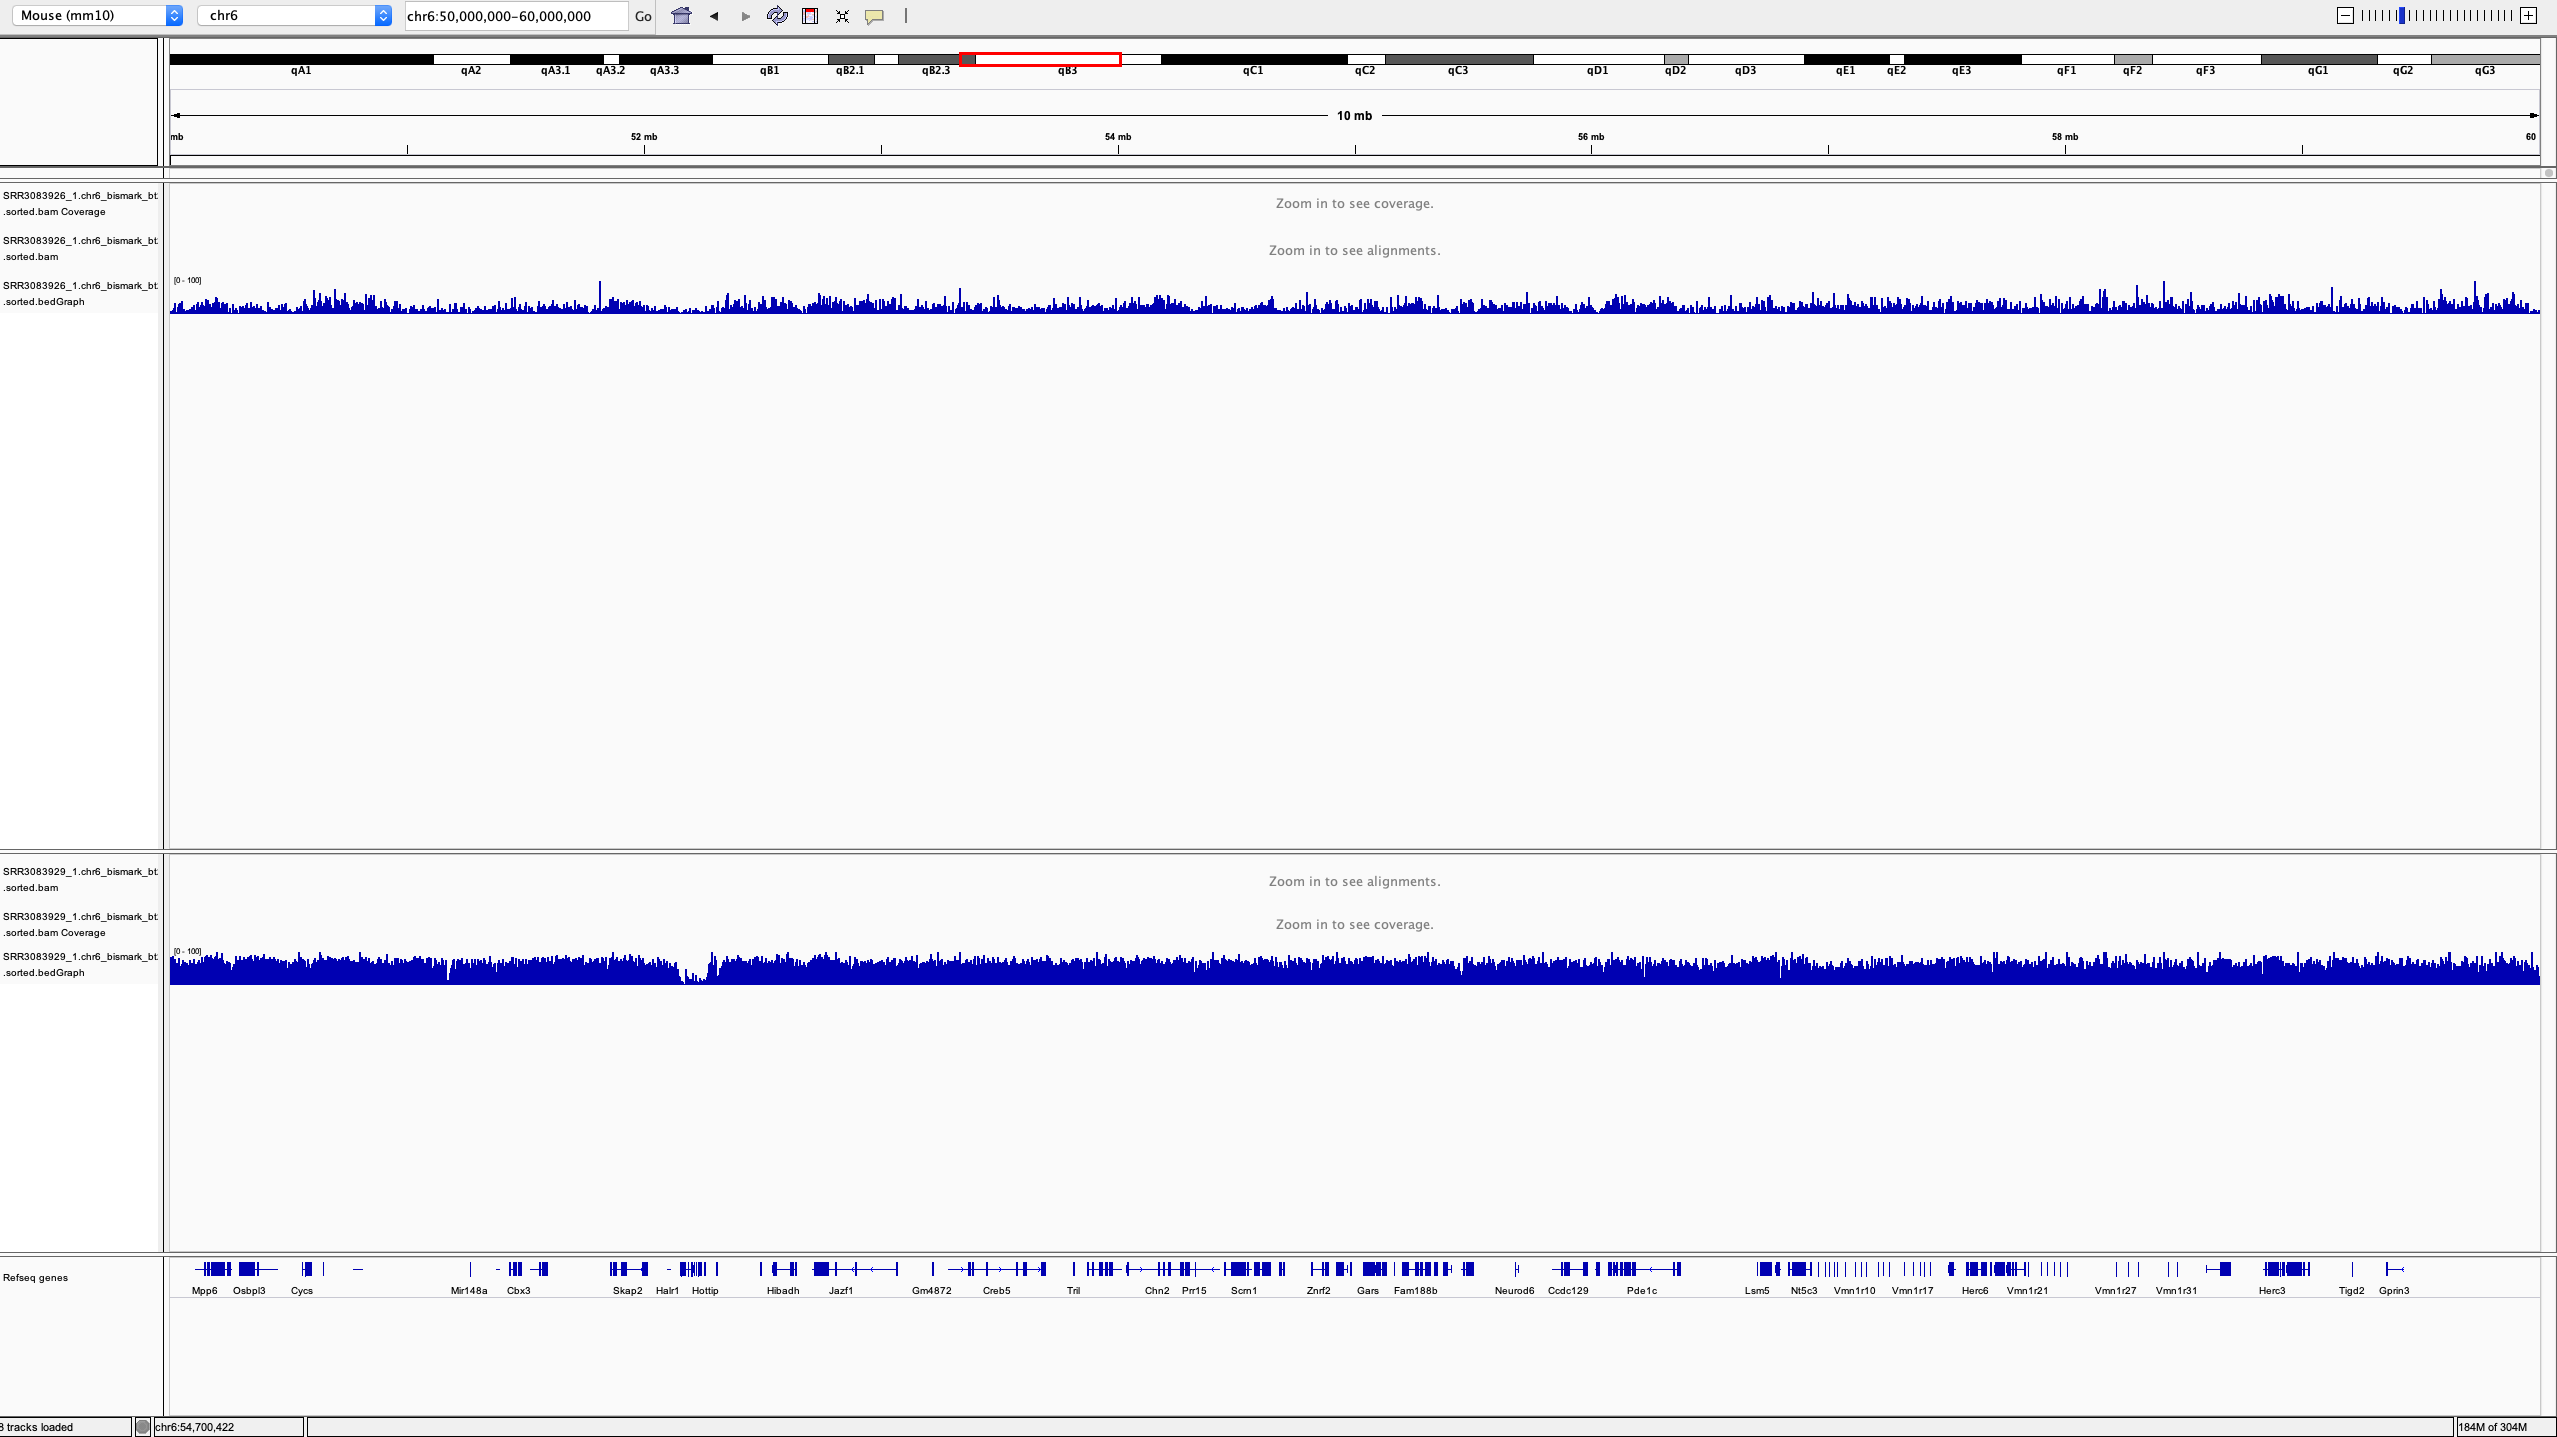 Mouse (mm10) chr6 chr6:50,000,000-60,000,000 Go
qA1 qA2 qA3.1 qA3.2 qA3.3 qB1 qB2.1 qB2.3 qB3 qC1 qC2 qC3 qD1 qD2 qD3 qE1 qE2 qE3 qF1 qF2 qF3 qG1 qG2 qG3
10 mb
mb 52 mb 54 mb 56 mb 58 mb 60
SRR3083926_1.chr6_bismark_bt
.sorted.bam Coverage
Zoom in to see coverage.
SRR3083926_1.chr6_bismark_bt
.sorted.bam
Zoom in to see alignments.
[0 - 100]
SRR3083926_1.chr6_bismark_bt
.sorted.bedGraph
SRR3083929_1.chr6_bismark_bt
.sorted.bam
Zoom in to see alignments.
SRR3083929_1.chr6_bismark_bt
.sorted.bam Coverage
Zoom in to see coverage.
[0 - 100]
SRR3083929_1.chr6_bismark_bt
.sorted.bedGraph
Refseq genes
Mpp6 Osbpl3 Cycs Mir148a Cbx3 Skap2 Halr1 Hottip Hibadh Jazf1 Gm4872 Creb5 Tril Chn2 Prr15 Scrn1 Znrf2 Gars Fam188b Neurod6 Ccdc129 Pde1c Lsm5 Nt5c3 Vmn1r10 Vmn1r17 Herc6 Vmn1r21 Vmn1r27 Vmn1r31 Herc3 Tigd2 Gprin3
tracks loaded chr6:54,700,422 184M of 304M